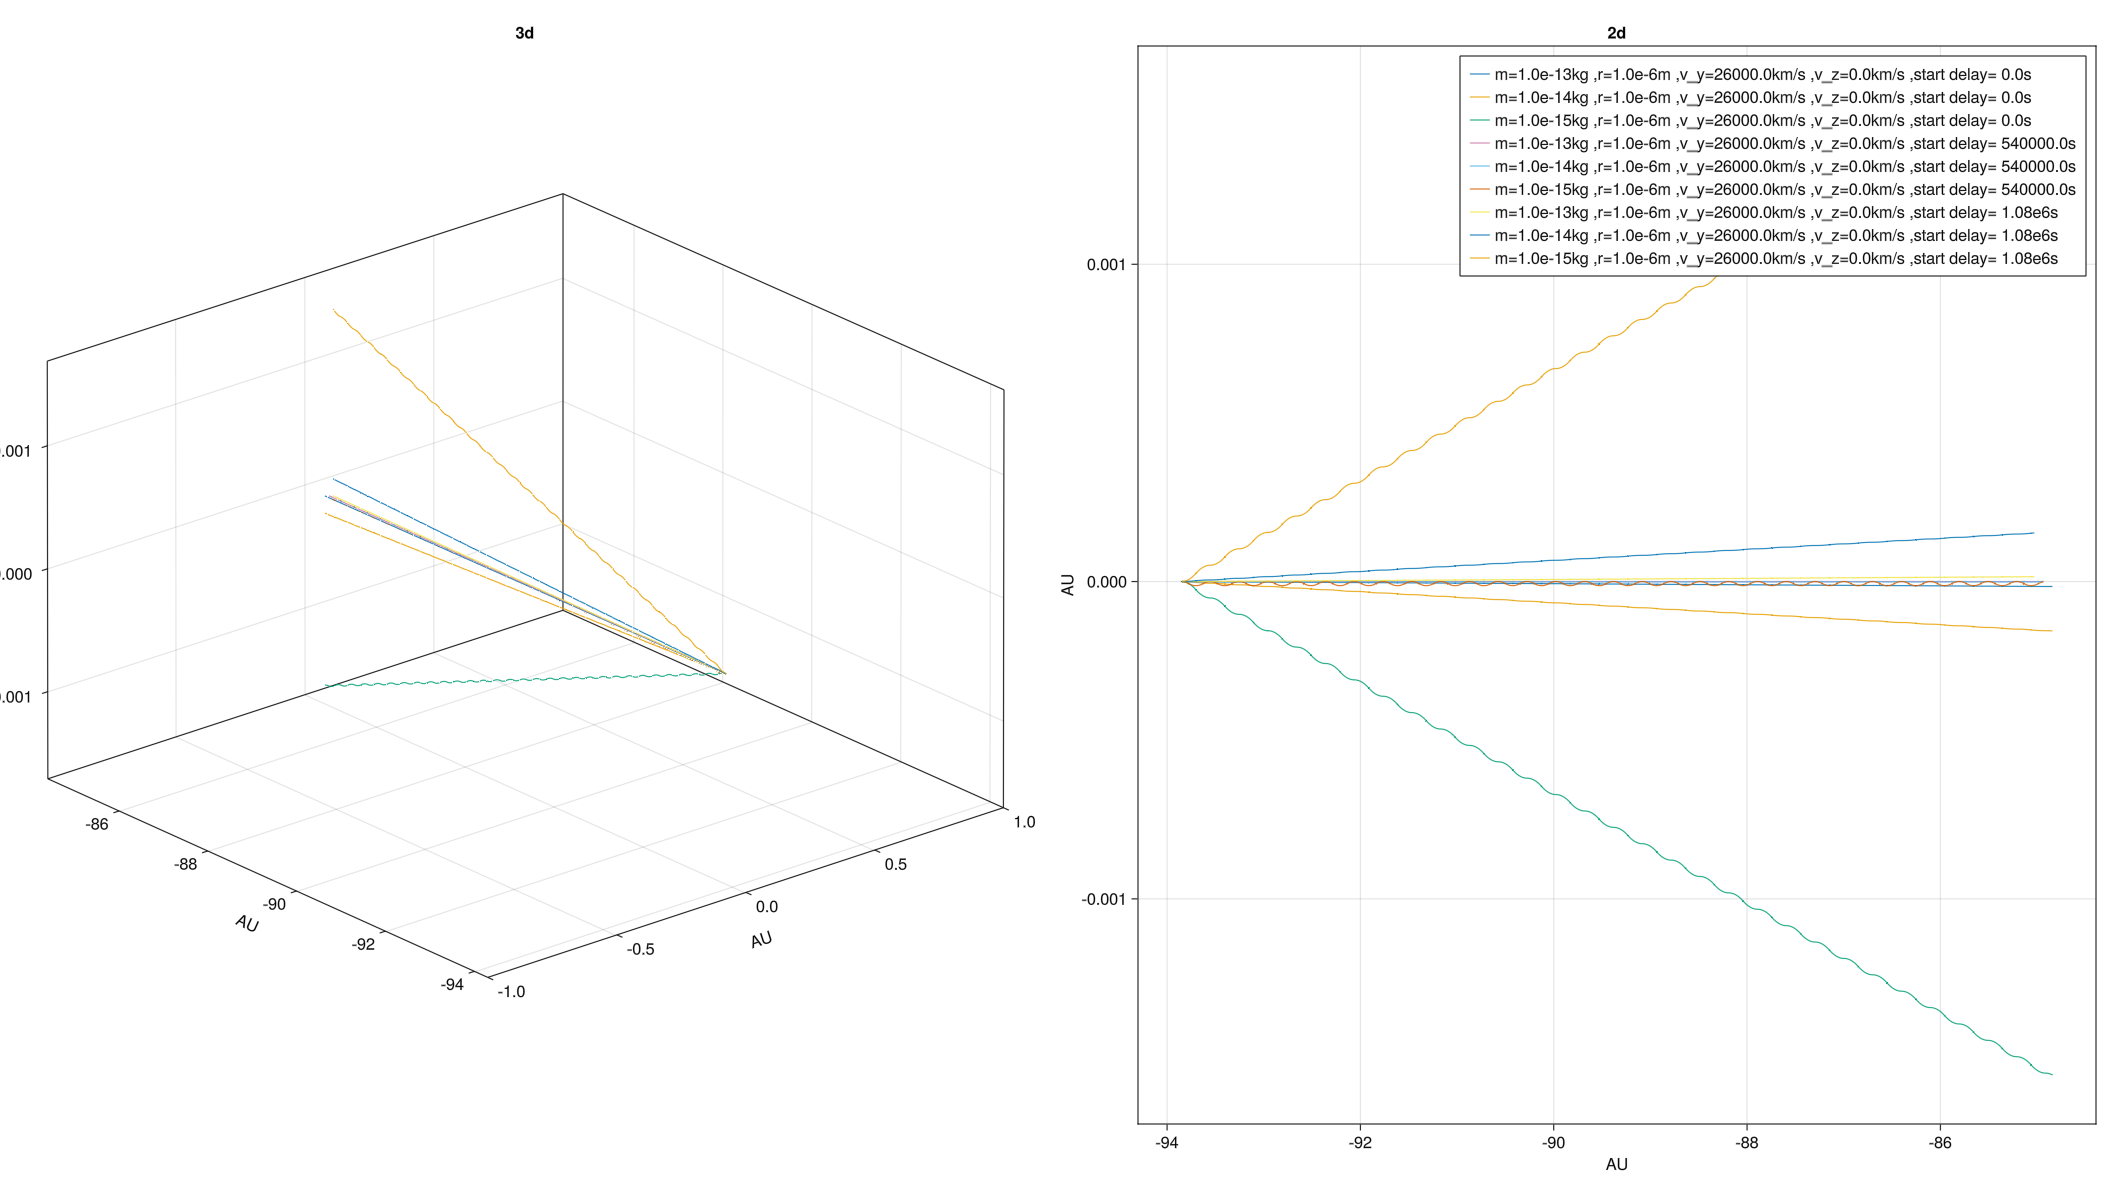 3d
.001
.000
.001
-86
-88
-90
-92
-94
AU
-1.0
-0.5
0.0
0.5
1.0
AU
2d
m=1.0e-13kg ,r=1.0e-6m ,v_y=26000.0km/s ,v_z=0.0km/s ,start delay= 0.0s
m=1.0e-14kg ,r=1.0e-6m ,v_y=26000.0km/s ,v_z=0.0km/s ,start delay= 0.0s
m=1.0e-15kg ,r=1.0e-6m ,v_y=26000.0km/s ,v_z=0.0km/s ,start delay= 0.0s
m=1.0e-13kg ,r=1.0e-6m ,v_y=26000.0km/s ,v_z=0.0km/s ,start delay= 540000.0s
m=1.0e-14kg ,r=1.0e-6m ,v_y=26000.0km/s ,v_z=0.0km/s ,start delay= 540000.0s
m=1.0e-15kg ,r=1.0e-6m ,v_y=26000.0km/s ,v_z=0.0km/s ,start delay= 540000.0s
m=1.0e-13kg ,r=1.0e-6m ,v_y=26000.0km/s ,v_z=0.0km/s ,start delay= 1.08e6s
m=1.0e-14kg ,r=1.0e-6m ,v_y=26000.0km/s ,v_z=0.0km/s ,start delay= 1.08e6s
m=1.0e-15kg ,r=1.0e-6m ,v_y=26000.0km/s ,v_z=0.0km/s ,start delay= 1.08e6s
0.001
0.000
-0.001
AU
-94
-92
-90
-88
-86
AU